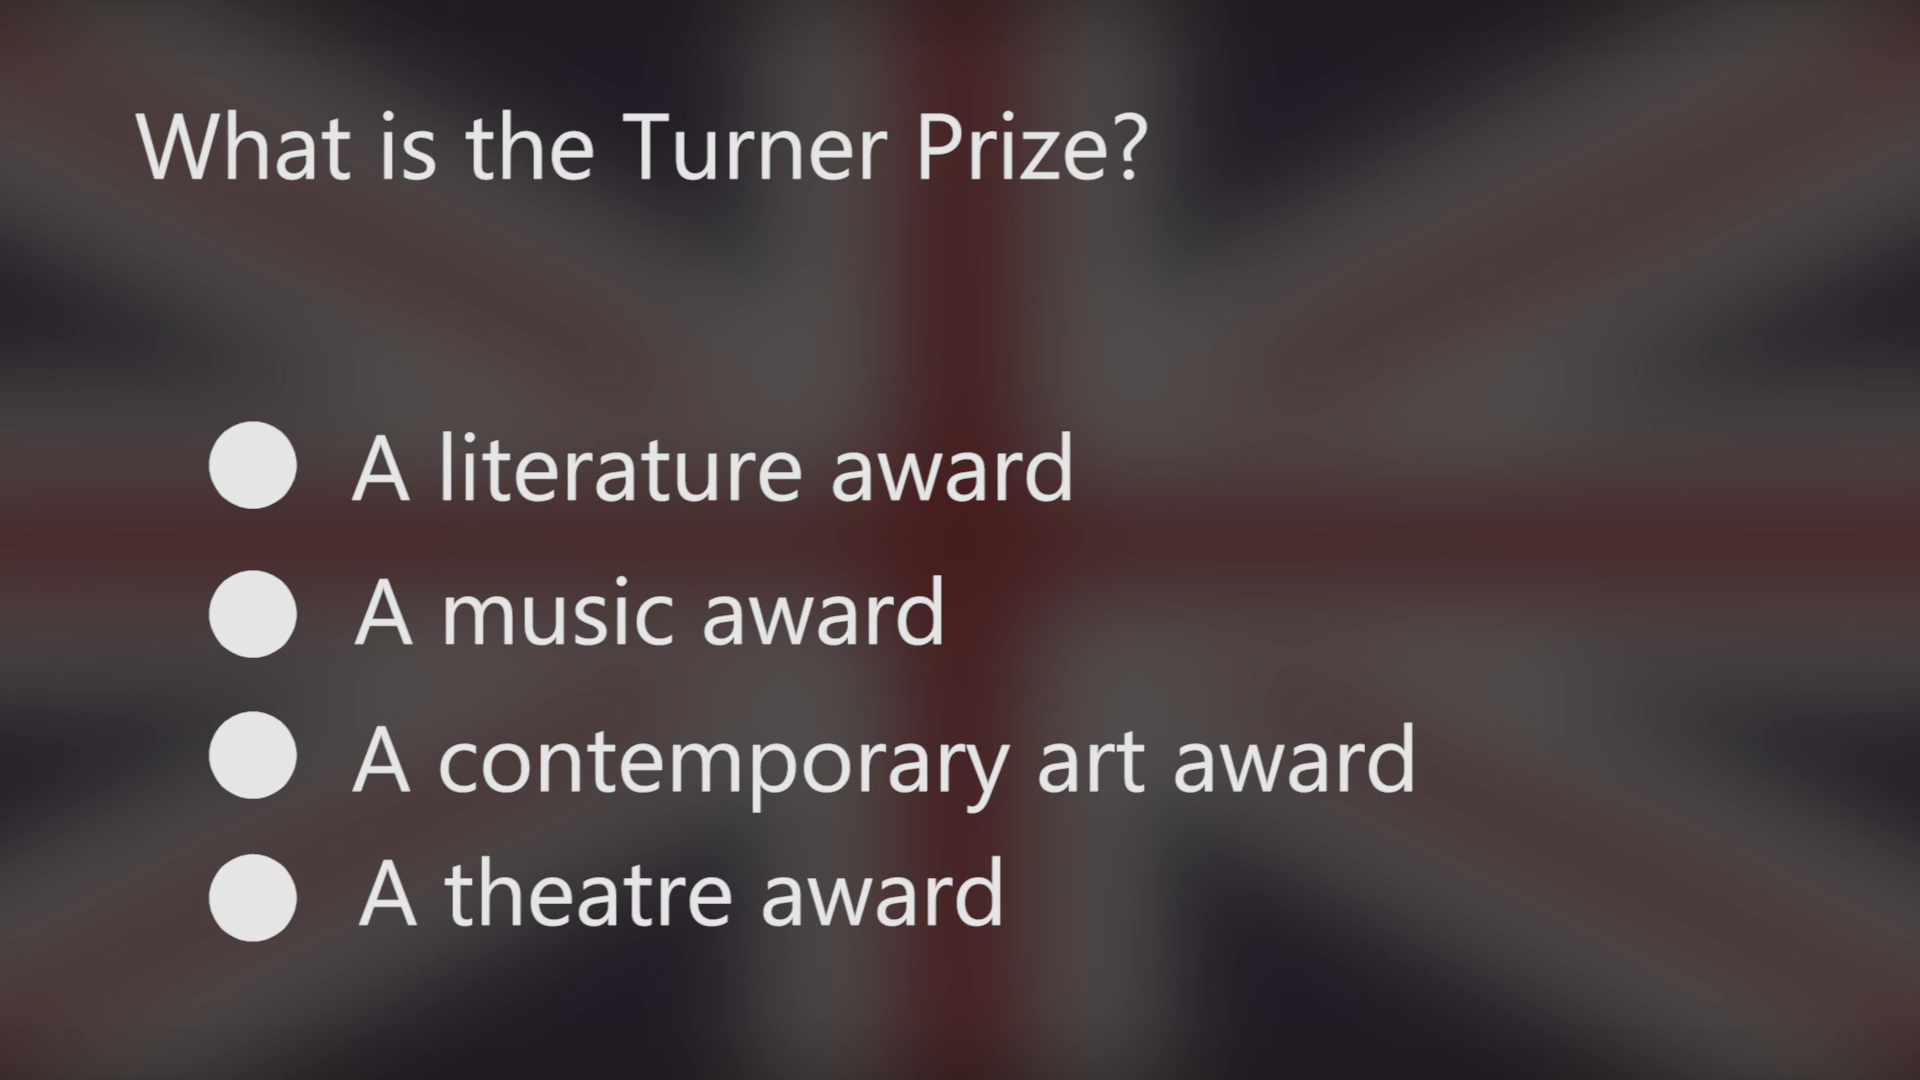 What is the Turner Prize?
A literature award
A music award
A contemporary art award
A theatre award